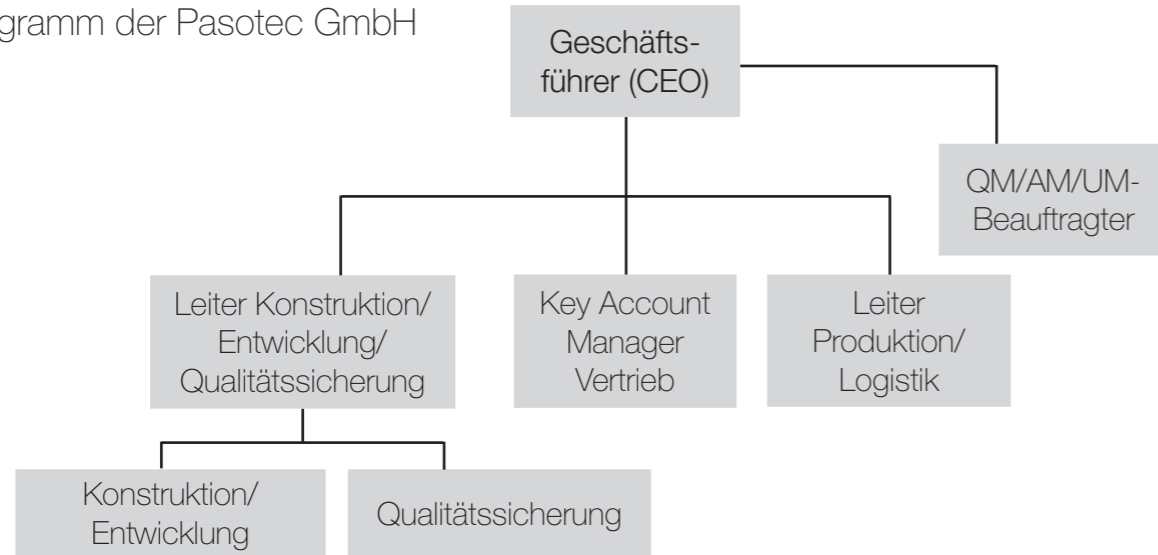 gramm der Pasotec GmbH
Geschäfts-
führer (CEO)
QM/AM/UM-
Beauftragter
Leiter Konstruktion/
Entwicklung/
Qualitätssicherung
Key Account
Manager
Vertrieb
Leiter
Produktion/
Logistik
Konstruktion/
Entwicklung
Qualitätssicherung